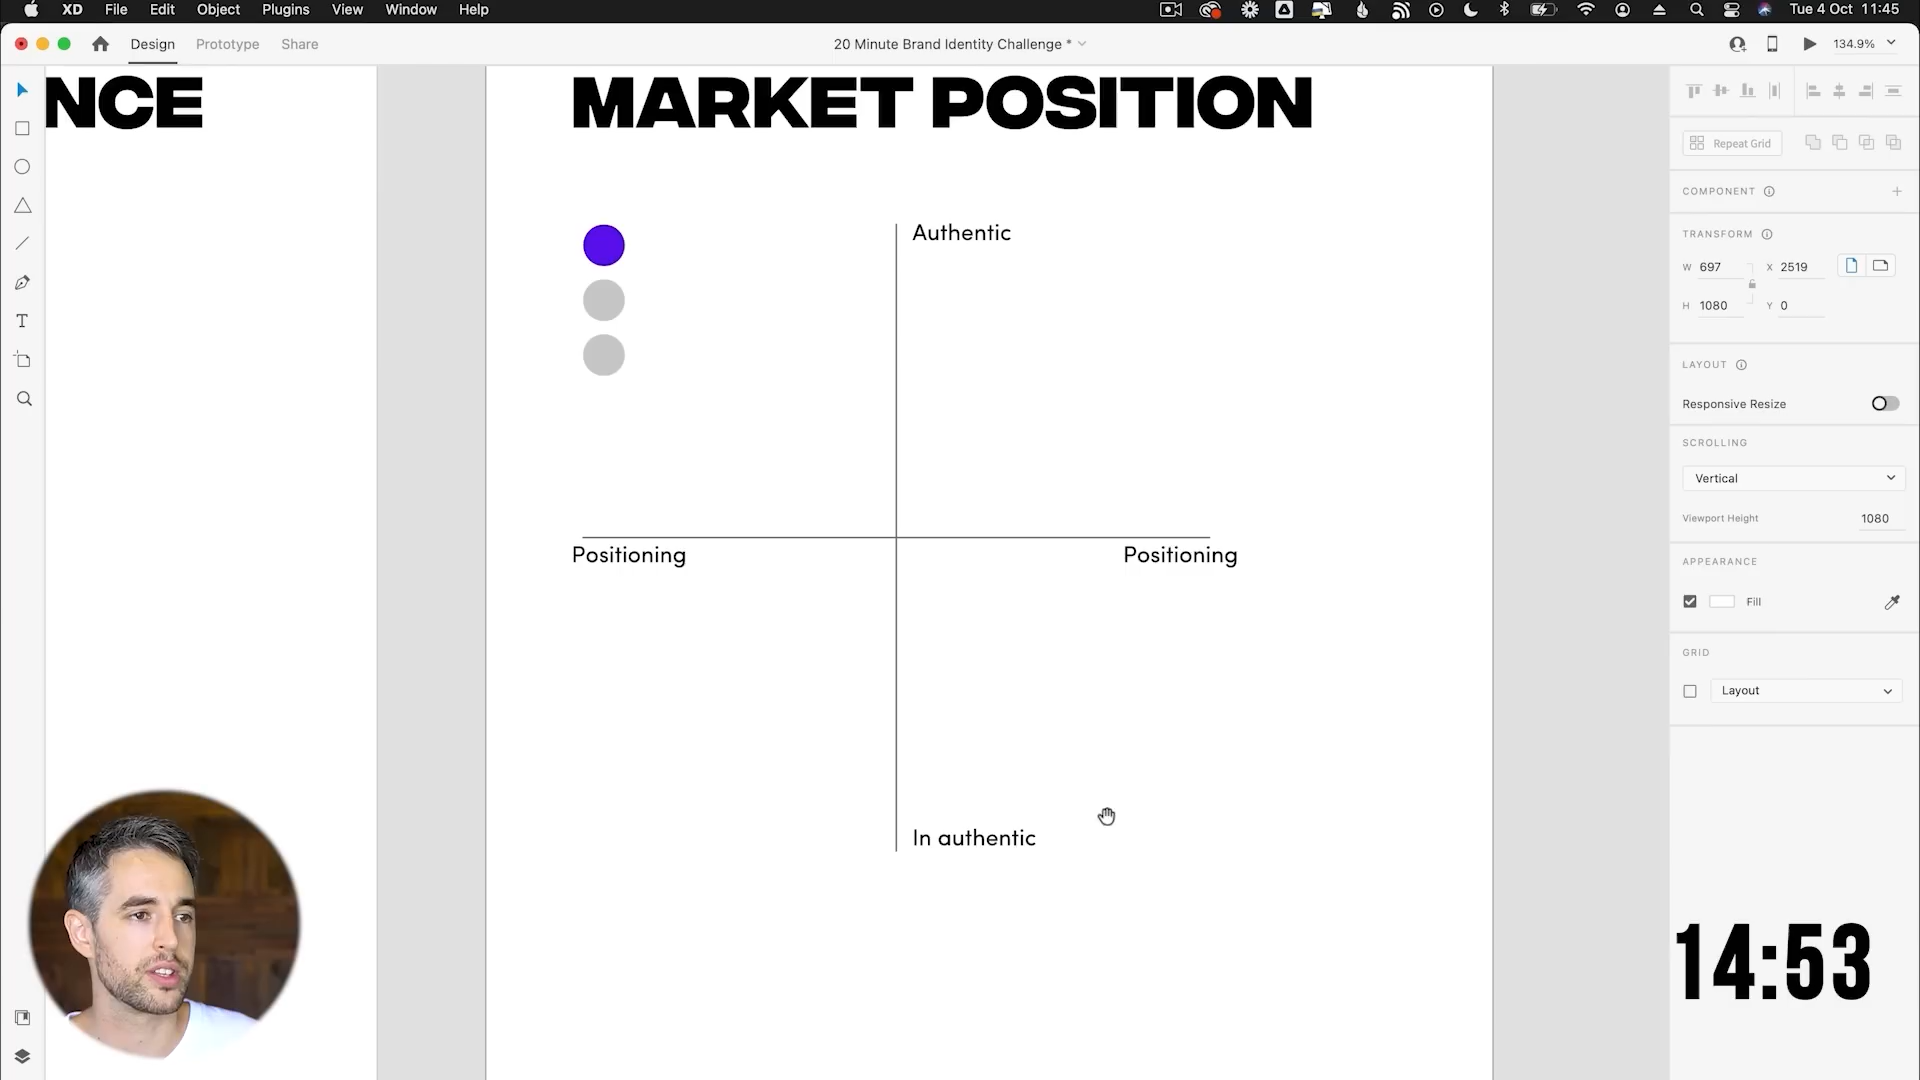 XD File Edit Object Plugins View Window Help Tue 4 Oct 11:45
Design Prototype Share 20 Minute Brand Identity Challenge * 134.9%
NCE MARKET POSITION
Repeat Grid
COMPONENT
Authentic
TRANSFORM
W 697 X 2519
H 1080 Y 0
LAYOUT
Responsive Resize
SCROLLING
Vertical
Viewport Height 1080
Positioning Positioning
APPEARANCE
Fill
GRID
Layout
In authentic
14:53